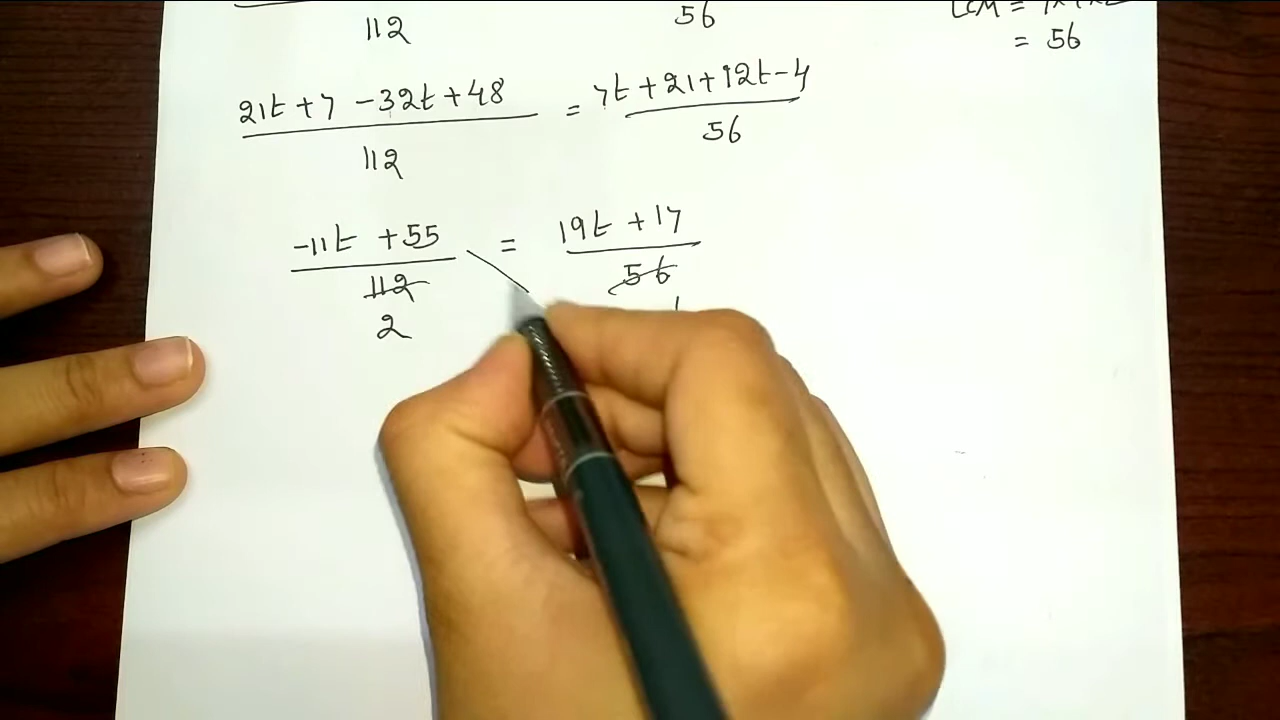 112 56
= 56
21t + 7 - 32t + 48 = 7t + 21 + 12t - 4
112 56
-11t + 55 = 19t + 17
112 56
2 1